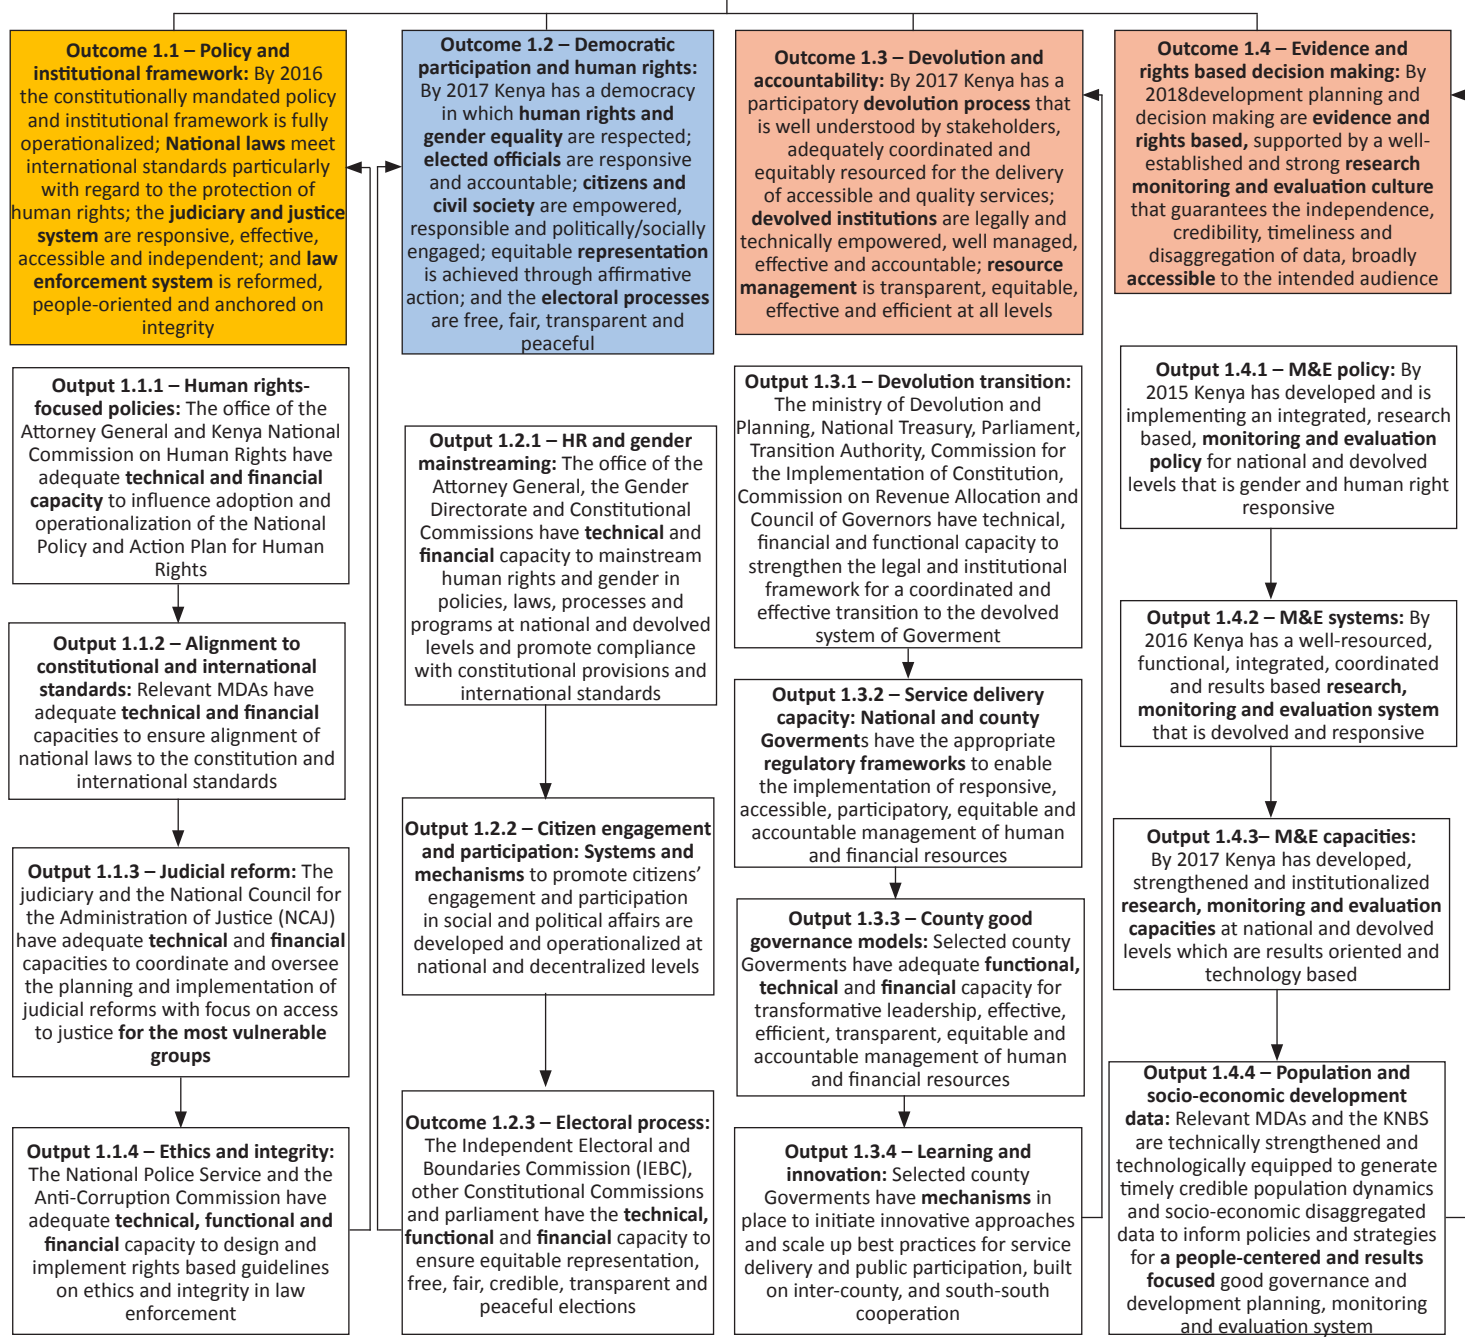 Outcome 1.1 – Policy and
institutional framework: By 2016
the constitutionally mandated policy
and institutional framework is fully
operationalized; National laws meet
international standards particularly
with regard to the protection of
human rights; the judiciary and justice
system are responsive, effective,
accessible and independent; and law
enforcement system is reformed,
people-oriented and anchored on
integrity
Output 1.1.1 – Human rights-
focused policies: The office of the
Attorney General and Kenya National
Commission on Human Rights have
adequate technical and financial
capacity to influence adoption and
operationalization of the National
Policy and Action Plan for Human
Rights
Output 1.1.2 – Alignment to
constitutional and international
standards: Relevant MDAs have
adequate technical and financial
capacities to ensure alignment of
national laws to the constitution and
international standards
Output 1.1.3 – Judicial reform: The
judiciary and the National Council for
the Administration of Justice (NCAJ)
have adequate technical and financial
capacities to coordinate and oversee
the planning and implementation of
judicial reforms with focus on access
to justice for the most vulnerable
groups
Output 1.1.4 – Ethics and integrity:
The National Police Service and the
Anti-Corruption Commission have
adequate technical, functional and
financial capacity to design and
implement rights based guidelines
on ethics and integrity in law
enforcement
Outcome 1.2 – Democratic
participation and human rights:
By 2017 Kenya has a democracy
in which human rights and
gender equality are respected;
elected officials are responsive
and accountable; citizens and
civil society are empowered,
responsible and politically/socially
engaged; equitable representation
is achieved through affirmative
action; and the electoral processes
are free, fair, transparent and
peaceful
Output 1.2.1 – HR and gender
mainstreaming: The office of the
Attorney General, the Gender
Directorate and Constitutional
Commissions have technical and
financial capacity to mainstream
human rights and gender in
policies, laws, processes and
programs at national and devolved
levels and promote compliance
with constitutional provisions and
international standards
Output 1.2.2 – Citizen engagement
and participation: Systems and
mechanisms to promote citizens’
engagement and participation
in social and political affairs are
developed and operationalized at
national and decentralized levels
Outcome 1.2.3 – Electoral process:
The Independent Electoral and
Boundaries Commission (IEBC),
other Constitutional Commissions
and parliament have the technical,
functional and financial capacity to
ensure equitable representation,
free, fair, credible, transparent and
peaceful elections
Outcome 1.3 – Devolution and
accountability: By 2017 Kenya has a
participatory devolution process that
is well understood by stakeholders,
adequately coordinated and
equitably resourced for the delivery
of accessible and quality services;
devolved institutions are legally and
technically empowered, well managed,
effective and accountable; resource
management is transparent, equitable,
effective and efficient at all levels
Output 1.3.1 – Devolution transition:
The ministry of Devolution and
Planning, National Treasury, Parliament,
Transition Authority, Commission for
the Implementation of Constitution,
Commission on Revenue Allocation and
Council of Governors have technical,
financial and functional capacity to
strengthen the legal and institutional
framework for a coordinated and
effective transition to the devolved
system of Goverment
Output 1.3.2 – Service delivery
capacity: National and county
Goverments have the appropriate
regulatory frameworks to enable
the implementation of responsive,
accessible, participatory, equitable and
accountable management of human
and financial resources
Output 1.3.3 – County good
governance models: Selected county
Goverments have adequate functional,
technical and financial capacity for
transformative leadership, effective,
efficient, transparent, equitable and
accountable management of human
and financial resources
Output 1.3.4 – Learning and
innovation: Selected county
Goverments have mechanisms in
place to initiate innovative approaches
and scale up best practices for service
delivery and public participation, built
on inter-county, and south-south
cooperation
Outcome 1.4 – Evidence and
rights based decision making: By
2018development planning and
decision making are evidence and
rights based, supported by a well-
established and strong research
monitoring and evaluation culture
that guarantees the independence,
credibility, timeliness and
disaggregation of data, broadly
accessible to the intended audience
Output 1.4.1 – M&E policy: By
2015 Kenya has developed and is
implementing an integrated, research
based, monitoring and evaluation
policy for national and devolved
levels that is gender and human right
responsive
Output 1.4.2 – M&E systems: By
2016 Kenya has a well-resourced,
functional, integrated, coordinated
and results based research,
monitoring and evaluation system
that is devolved and responsive
Output 1.4.3– M&E capacities:
By 2017 Kenya has developed,
strengthened and institutionalized
research, monitoring and evaluation
capacities at national and devolved
levels which are results oriented and
technology based
Output 1.4.4 – Population and
socio-economic development
data: Relevant MDAs and the KNBS
are technically strengthened and
technologically equipped to generate
timely credible population dynamics
and socio-economic disaggregated
data to inform policies and strategies
for a people-centered and results
focused good governance and
development planning, monitoring
and evaluation system